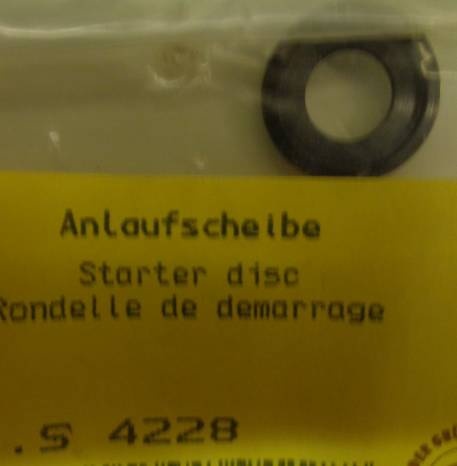 Anlaufscheibe
Starter disc
Rondelle de demarrage
.S 4228